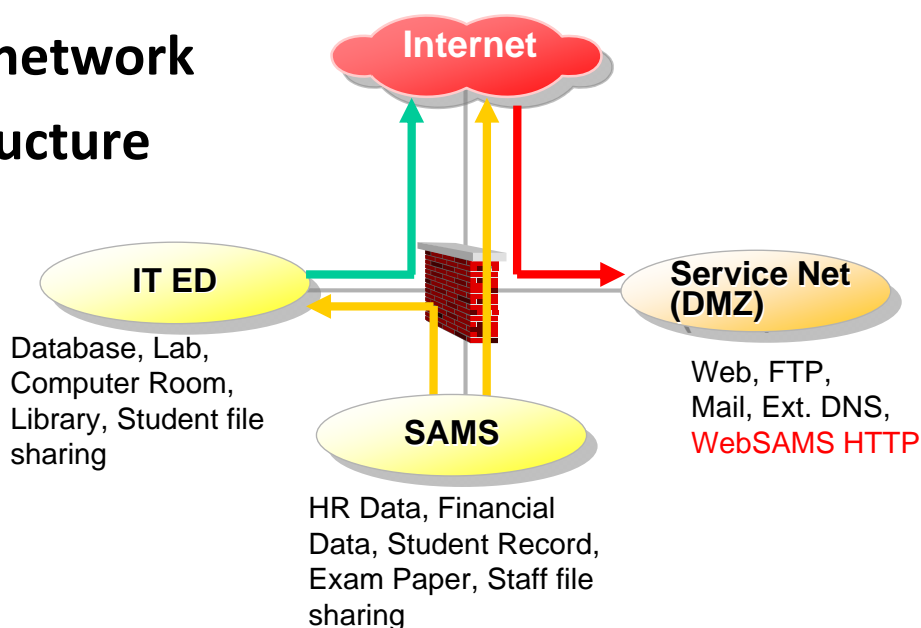 network
ucture
Internet
IT ED
Database, Lab,
Computer Room,
Library, Student file
sharing
Service Net
(DMZ)
Web, FTP,
Mail, Ext. DNS,
WebSAMS HTTP
SAMS
HR Data, Financial
Data, Student Record,
Exam Paper, Staff file
sharing